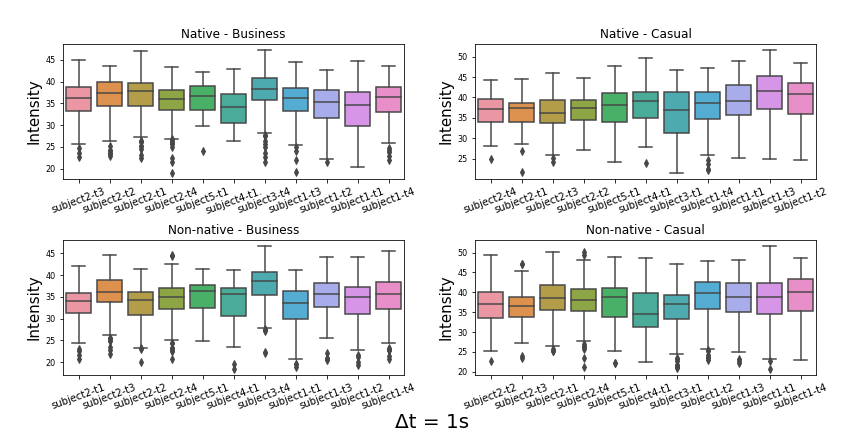 Native - Business
Intensity
45
40
35
30
25
20
subject2-t3 subject2-t2 subject2-t1 subject2-t4 subject5-t1 subject4-t1. subject3-t4 subject1-t3 subject1-t2 subject1-t1 subject1-t4
Native - Casual
50
45
40
35
30
25
subject2-t4 subject2-t1 subject2-t3 subject2-t2 subject5-t1 subject4-t1 subject3-t1 subject1-t4 subject1-t1 subject1-t3 subject1-t2
Non-native - Business
Intensity
45
40
35
30
25
20
subject2-t1 subject2-t3 subject2-t2 subject2-t4 subject5-t1 subject4-t1 subject3-t4 subject1-t3 subject1-t1 subject1-t2 subject1-t4
Non-native - Casual
50
45
40
35
30
25
20
subject2-t2 subject2-t3 subject2-t1 subject2-t4 subject5-t1 subject4-t1 subject3-t1 subject1-t2 subject1-t3 subject1-t1 subject1-t4
Δt = 1s